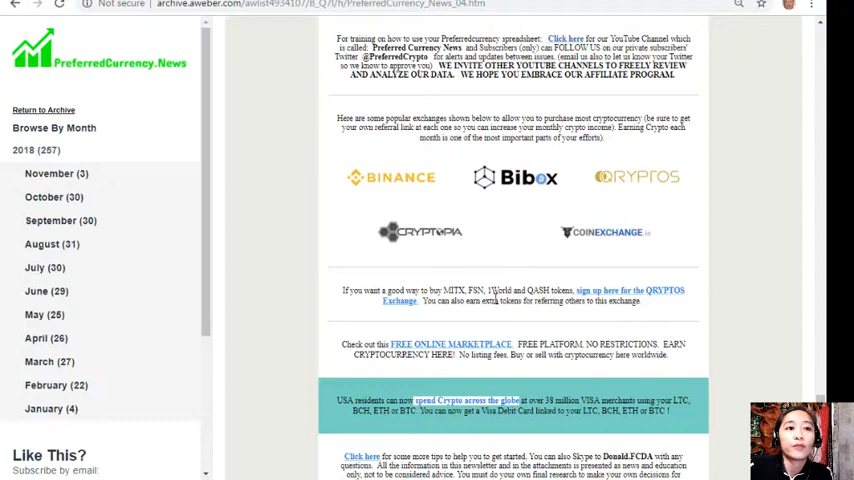 Not secure | archive.aweber.com/awlist4934107/8_Q7I/h/PreferredCurrency_News_04.htm
PreferredCurrency.News
Return to Archive
Browse By Month
2018 (257)
November (3)
October (30)
September (30)
August (31)
July (30)
June (29)
May (25)
April (26)
March (27)
February (22)
January (4)
Like This?
Subscribe by email:
For training on how to use your Preferredcurrency spreadsheet: Click here for our YouTube Channel which
is called: Preferred Currency News and Subscribers (only) can FOLLOW US on our private subscribers'
Twitter @PreferredCrypto for alerts and updates between issues. (email us also to let us know your Twitter
so we know to approve you) WE INVITE OTHER YOUTUBE CHANNELS TO FREELY REVIEW
AND ANALYZE OUR DATA. WE HOPE YOU EMBRACE OUR AFFILIATE PROGRAM.
Here are some popular exchanges shown below to allow you to purchase most cryptocurrency (be sure to get
your own referral link at each one so you can increase your monthly crypto income). Earning Crypto each
month is one of the most important parts of your efforts).
BINANCE
Bibox
QRYPTOS
CRYPTOPIA
COINEXCHANGE.io
If you want a good way to buy MITX, FSN, 1World and QASH tokens, sign up here for the QRYPTOS
Exchange. You can also earn extra tokens for referring others to this exchange.
Check out this FREE ONLINE MARKETPLACE. FREE PLATFORM. NO RESTRICTIONS. EARN
CRYPTOCURRENCY HERE! No listing fees. Buy or sell with cryptocurrency here worldwide.
USA residents can now spend Crypto across the globe at over 38 million VISA merchants using your LTC,
BCH, ETH or BTC. You can now get a Visa Debit Card linked to your LTC, BCH, ETH or BTC !
Click here for some more tips to help you to get started. You can also Skype to Donald.FCDA with any
questions. All the information in this newsletter and in the attachments is presented as news and education
only, not to be considered advice. You must do your own final research to make your own decisions for